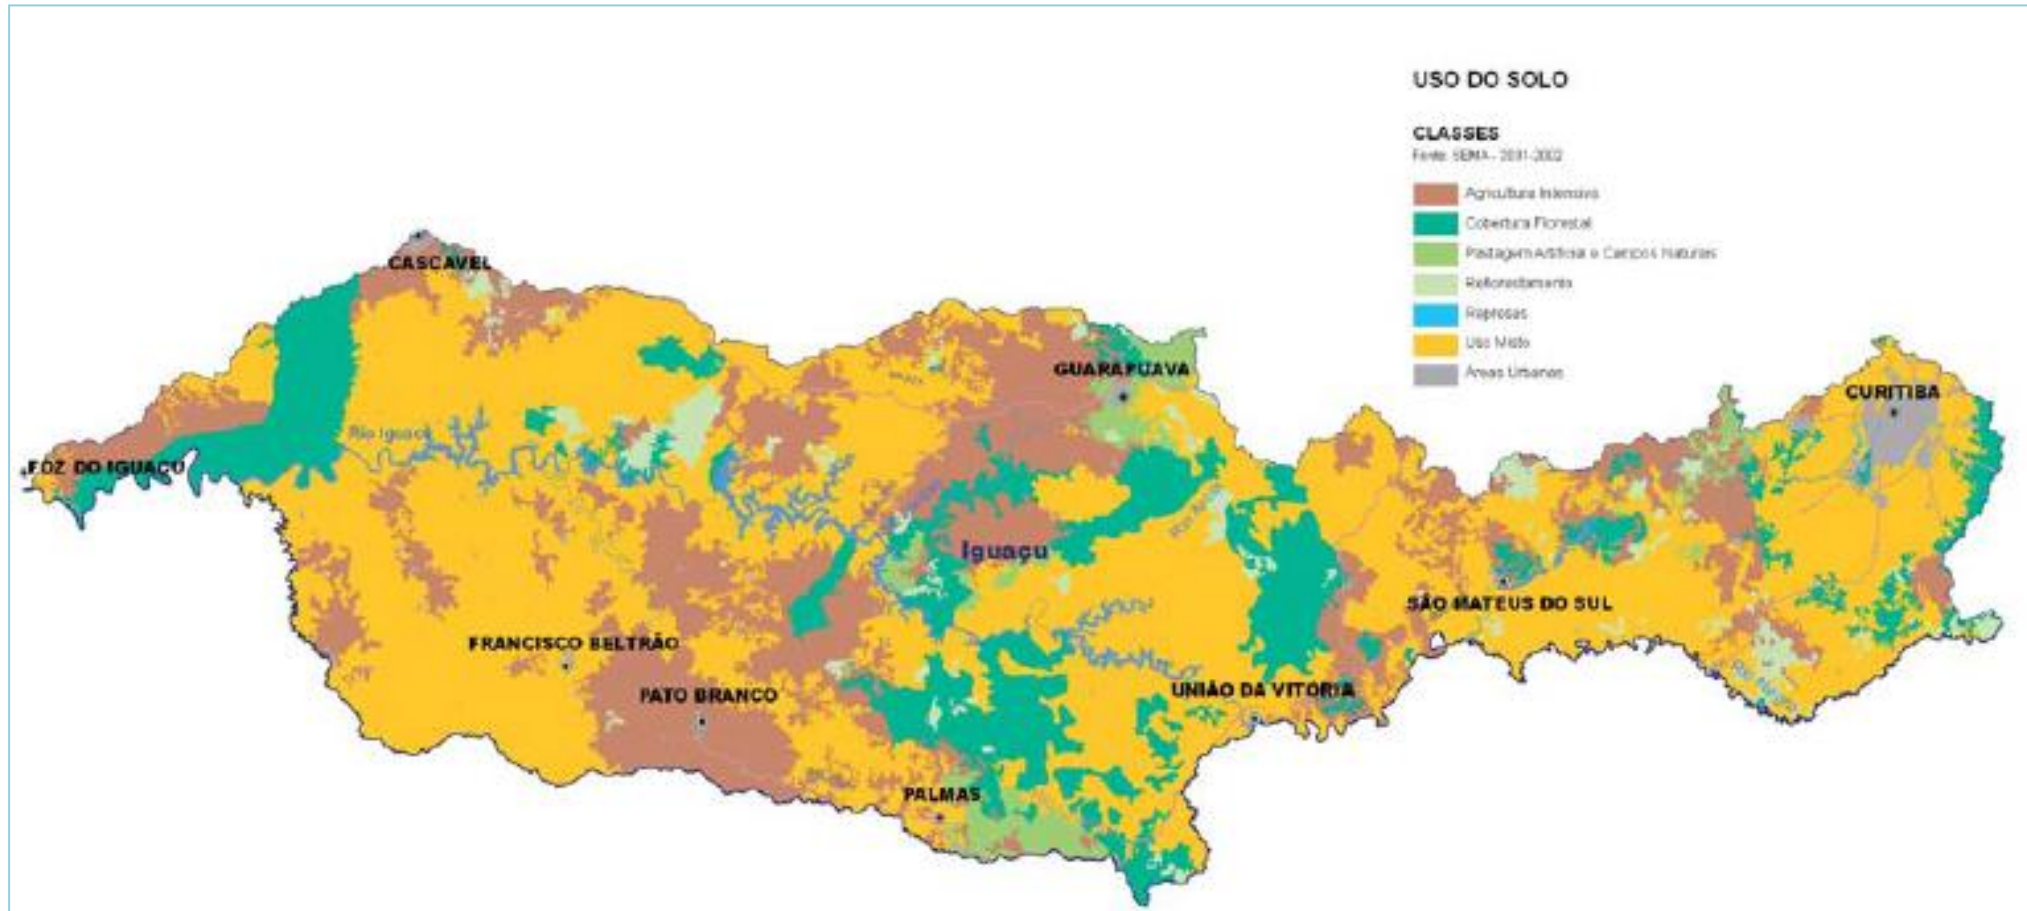 USO DO SOLO
CLASSES
Fonte: SEMA - 2001-2002
Agricultura Intensiva
Cobertura Florestal
Pastagem Artificial e Campos Naturais
Reflorestamento
Represas
Uso Misto
Áreas Urbanas
CASCAVEL
GUARAPUAVA
CURITIBA
Rio Iguaçu
FOZ DO IGUAÇU
Iguaçu
SÃO MATEUS DO SUL
FRANCISCO BELTRÃO
PATO BRANCO
UNIÃO DA VITÓRIA
PALMAS